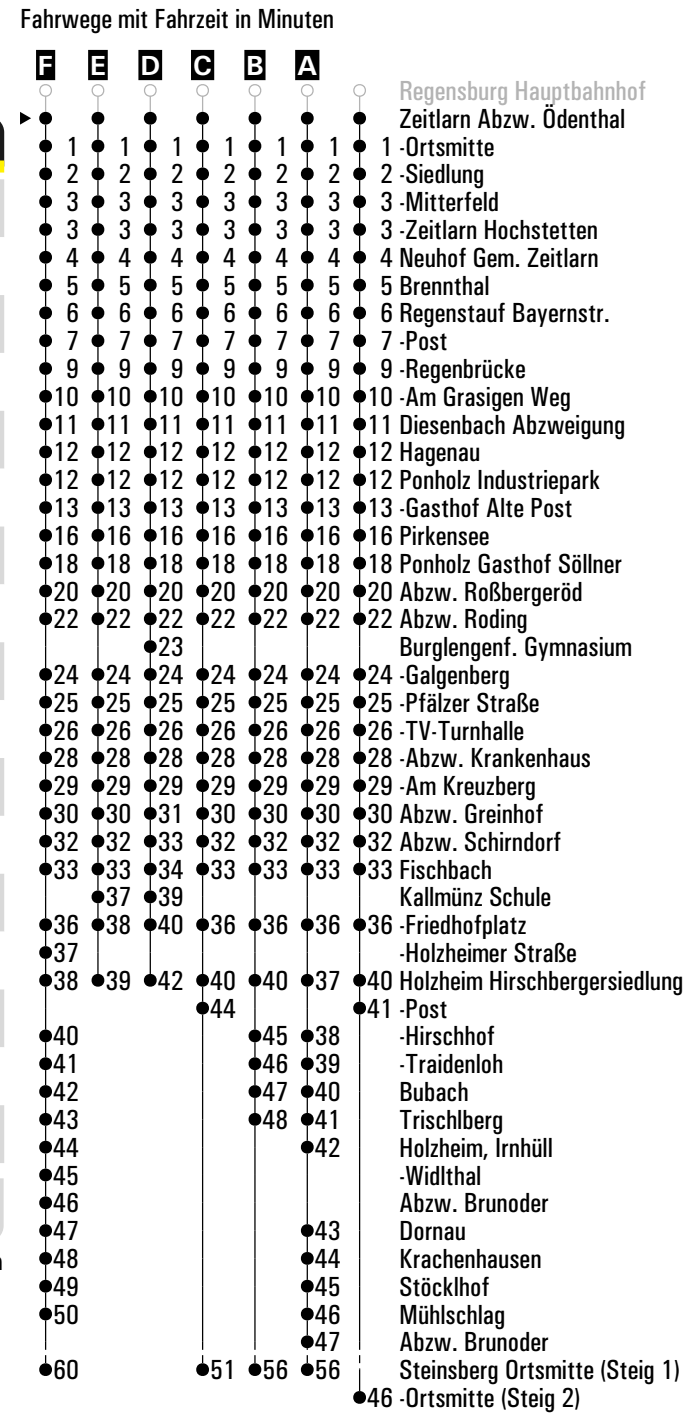 Fahrwege mit Fahrzeit in Minuten
F E D C B A
Regensburg Hauptbahnhof
Zeitlarn Abzw. Ödenthal
1 1 1 1 1 1 1 -Ortsmitte
2 2 2 2 2 2 2 -Siedlung
3 3 3 3 3 3 3 -Mitterfeld
3 3 3 3 3 3 3 -Zeitlarn Hochstetten
4 4 4 4 4 4 4 Neuhof Gem. Zeitlarn
5 5 5 5 5 5 5 Brennthal
6 6 6 6 6 6 6 Regenstauf Bayernstr.
7 7 7 7 7 7 7 -Post
9 9 9 9 9 9 9 -Regenbrücke
10 10 10 10 10 10 10 -Am Grasigen Weg
11 11 11 11 11 11 11 Diesenbach Abzweigung
12 12 12 12 12 12 12 Hagenau
12 12 12 12 12 12 12 Ponholz Industriepark
13 13 13 13 13 13 13 -Gasthof Alte Post
16 16 16 16 16 16 16 Pirkensee
18 18 18 18 18 18 18 Ponholz Gasthof Söllner
20 20 20 20 20 20 20 Abzw. Roßbergeröd
22 22 22 22 22 22 22 Abzw. Roding
23 Burglengenf. Gymnasium
24 24 24 24 24 24 24 -Galgenberg
25 25 25 25 25 25 25 -Pfälzer Straße
26 26 26 26 26 26 26 -TV-Turnhalle
28 28 28 28 28 28 28 -Abzw. Krankenhaus
29 29 29 29 29 29 29 -Am Kreuzberg
30 30 31 30 30 30 30 Abzw. Greinhof
32 32 33 32 32 32 32 Abzw. Schirndorf
33 33 34 33 33 33 33 Fischbach
37 39 Kallmünz Schule
36 38 40 36 36 36 36 -Friedhofplatz
37 -Holzheimer Straße
38 39 42 40 40 37 40 Holzheim Hirschbergersiedlung
44 41 -Post
40 45 38 -Hirschhof
41 46 39 -Traidenloh
42 47 40 Bubach
43 48 41 Trischlberg
44 42 Holzheim, Irnhüll
45 -Widlthal
46 Abzw. Brunoder
47 43 Dornau
48 44 Krachenhausen
49 45 Stöcklhof
50 46 Mühlschlag
47 Abzw. Brunoder
60 51 56 56 Steinsberg Ortsmitte (Steig 1)
46 -Ortsmitte (Steig 2)